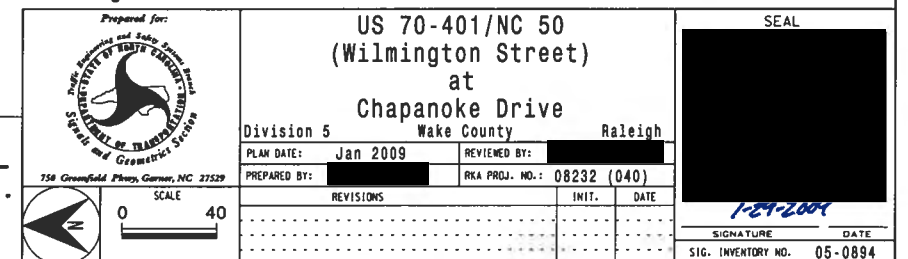 Prepared for:
Traffic Engineering and Safety Systems Branch
STATE OF NORTH CAROLINA
DEPARTMENT OF TRANSPORTATION
Signals and Geometrics Section
750 Greenfield Pkwy, Garner, NC 27529
SCALE
0 40
N
US 70-401/NC 50
(Wilmington Street)
at
Chapanoke Drive
Division 5 Wake County Raleigh
PLAN DATE: Jan 2009 REVIEWED BY:
PREPARED BY: RKA PROJ. NO.: 08232 (040)
REVISIONS INIT. DATE
SEAL
1-29-2009
SIGNATURE DATE
SIG. INVENTORY NO. 05-0894